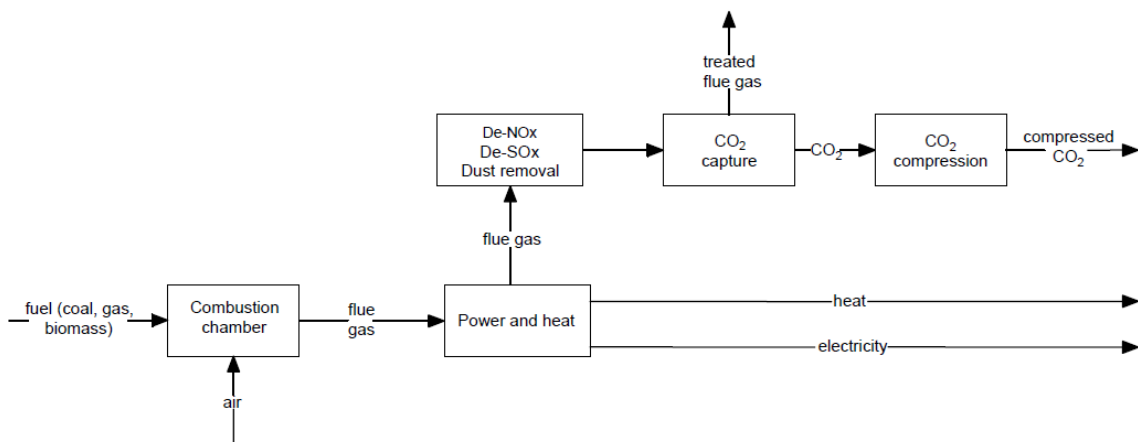 treated
flue gas
De-NOx
De-SOx
Dust removal
CO₂
capture
CO₂
CO₂
compression
compressed
CO₂
flue gas
fuel (coal, gas,
biomass)
Combustion
chamber
flue
gas
Power and heat
heat
electricity
air